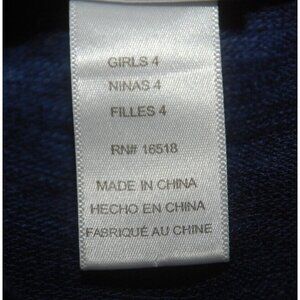 GIRLS 4
NINAS 4
FILLES 4
RN# 16518
MADE IN CHINA
HECHO EN CHINA
FABRIQUÉ AU CHINE